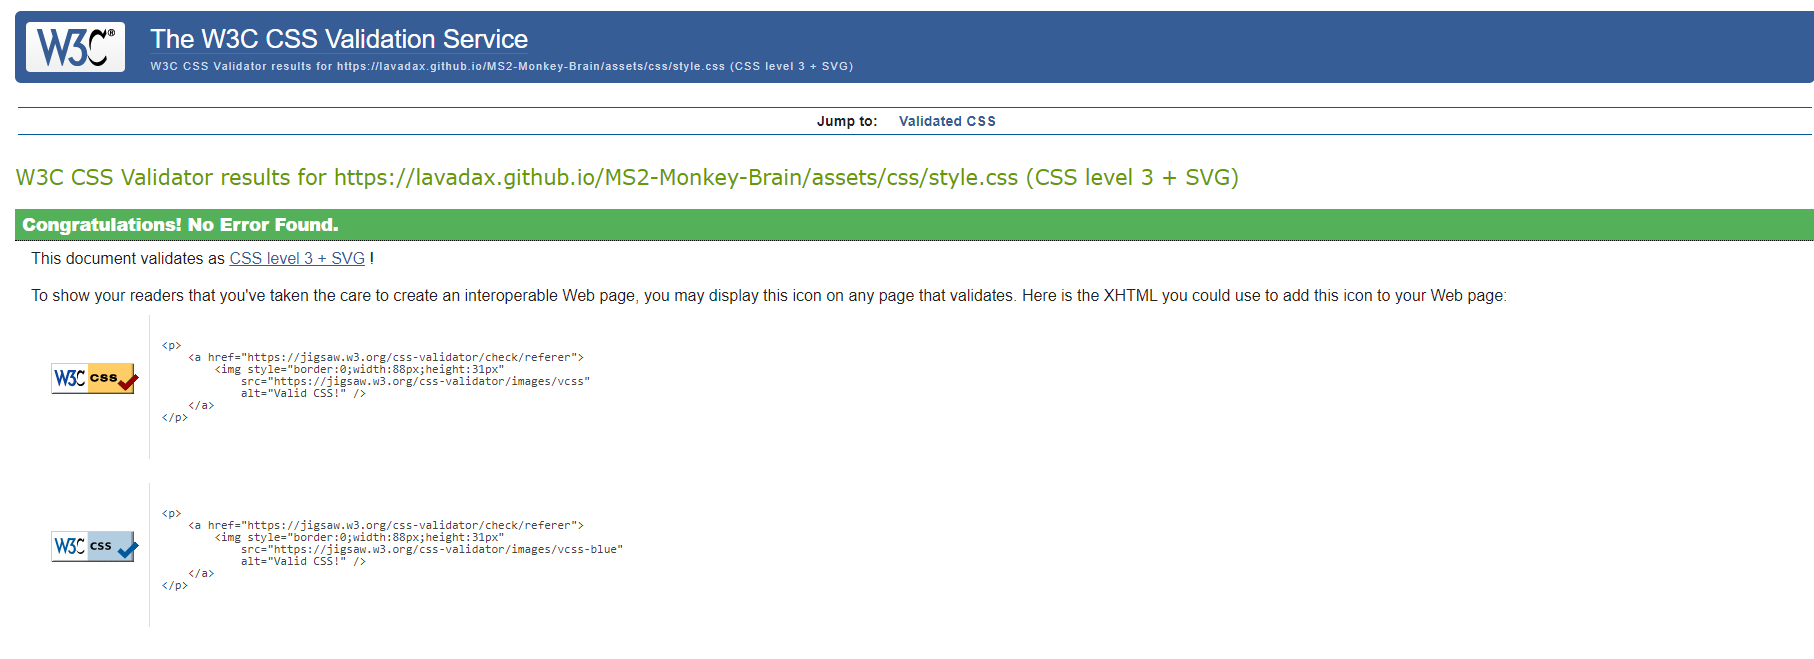 W3C®
The W3C CSS Validation Service
W3C CSS Validator results for https://lavadax.github.io/MS2-Monkey-Brain/assets/css/style.css (CSS level 3 + SVG)
Jump to: Validated CSS
W3C CSS Validator results for https://lavadax.github.io/MS2-Monkey-Brain/assets/css/style.css (CSS level 3 + SVG)
Congratulations! No Error Found.
This document validates as CSS level 3 + SVG !
To show your readers that you've taken the care to create an interoperable Web page, you may display this icon on any page that validates. Here is the XHTML you could use to add this icon to your Web page:
W3C css
<p>
<a href="https://jigsaw.w3.org/css-validator/check/referer">
<img style="border:0;width:88px;height:31px"
src="https://jigsaw.w3.org/css-validator/images/vcss"
alt="Valid CSS!" />
</a>
</p>
W3C css
<p>
<a href="https://jigsaw.w3.org/css-validator/check/referer">
<img style="border:0;width:88px;height:31px"
src="https://jigsaw.w3.org/css-validator/images/vcss-blue"
alt="Valid CSS!" />
</a>
</p>